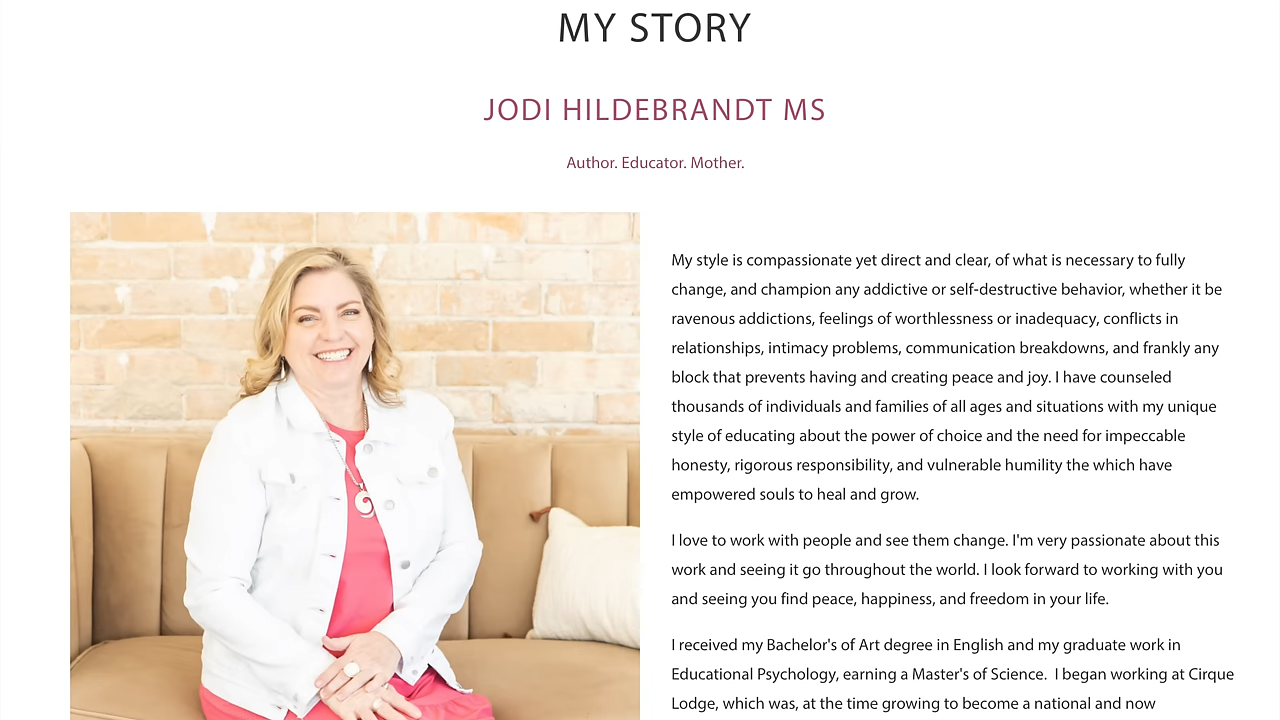 MY STORY
JODI HILDEBRANDT MS
Author. Educator. Mother.
My style is compassionate yet direct and clear, of what is necessary to fully
change, and champion any addictive or self-destructive behavior, whether it be
ravenous addictions, feelings of worthlessness or inadequacy, conflicts in
relationships, intimacy problems, communication breakdowns, and frankly any
block that prevents having and creating peace and joy. I have counseled
thousands of individuals and families of all ages and situations with my unique
style of educating about the power of choice and the need for impeccable
honesty, rigorous responsibility, and vulnerable humility the which have
empowered souls to heal and grow.
I love to work with people and see them change. I'm very passionate about this
work and seeing it go throughout the world. I look forward to working with you
and seeing you find peace, happiness, and freedom in your life.
I received my Bachelor's of Art degree in English and my graduate work in
Educational Psychology, earning a Master's of Science.  I began working at Cirque
Lodge, which was, at the time growing to become a national and now